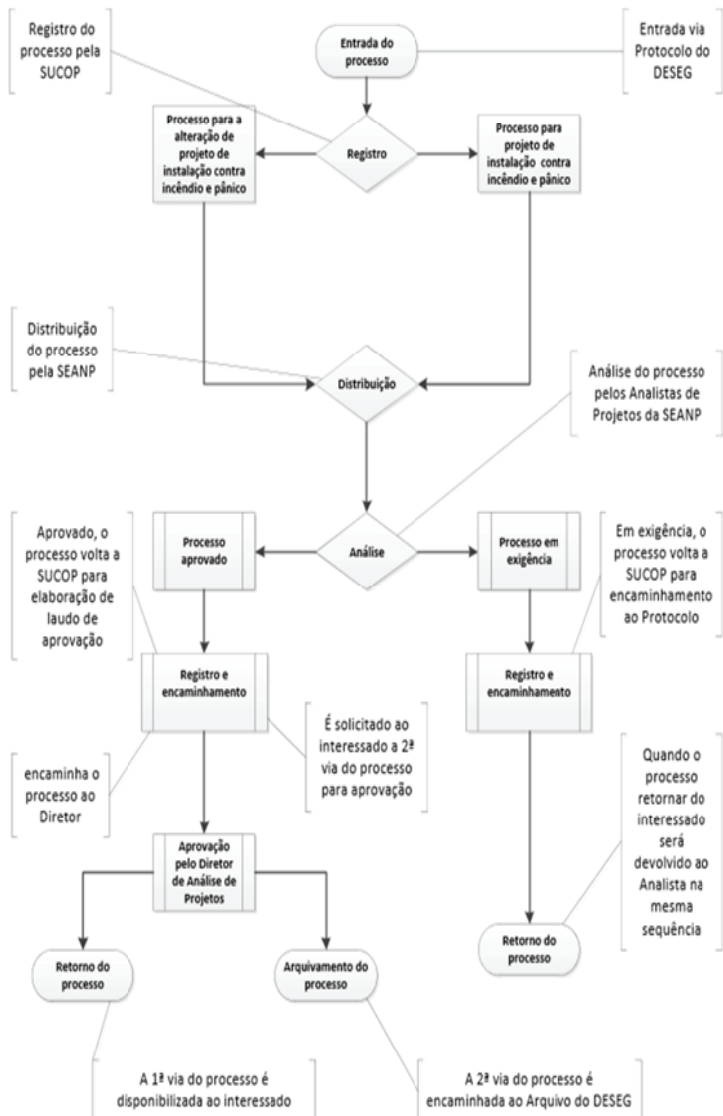 Registro do
processo pela
SUCOP
Entrada do
processo
Entrada via
Protocolo do
DESEG
Processo para a
alteração de
projeto de
instalação contra
incêndio e pânico
Registro
Processo para
projeto de
instalação contra
incêndio e pânico
Distribuição
do processo
pela SEANP
Distribuição
Análise do processo
pelos Analistas de
Projetos da SEANP
Aprovado, o
processo volta a
SUCOP para
elaboração de
laudo de
aprovação
Processo
aprovado
Análise
Processo em
exigência
Em exigência, o
processo volta a
SUCOP para
encaminhamento
ao Protocolo
Registro e
encaminhamento
Registro e
encaminhamento
encaminha o
processo ao
Diretor
É solicitado ao
interessado a 2ª
via do processo
para aprovação
Quando o
processo
retornar do
interessado
será
devolvido ao
Analista na
mesma
sequência
Aprovação
pelo Diretor
de Análise de
Projetos
Retorno do
processo
Arquivamento do
processo
Retorno do
processo
A 1ª via do processo é
disponibilizada ao interessado
A 2ª via do processo é
encaminhada ao Arquivo do DESEG